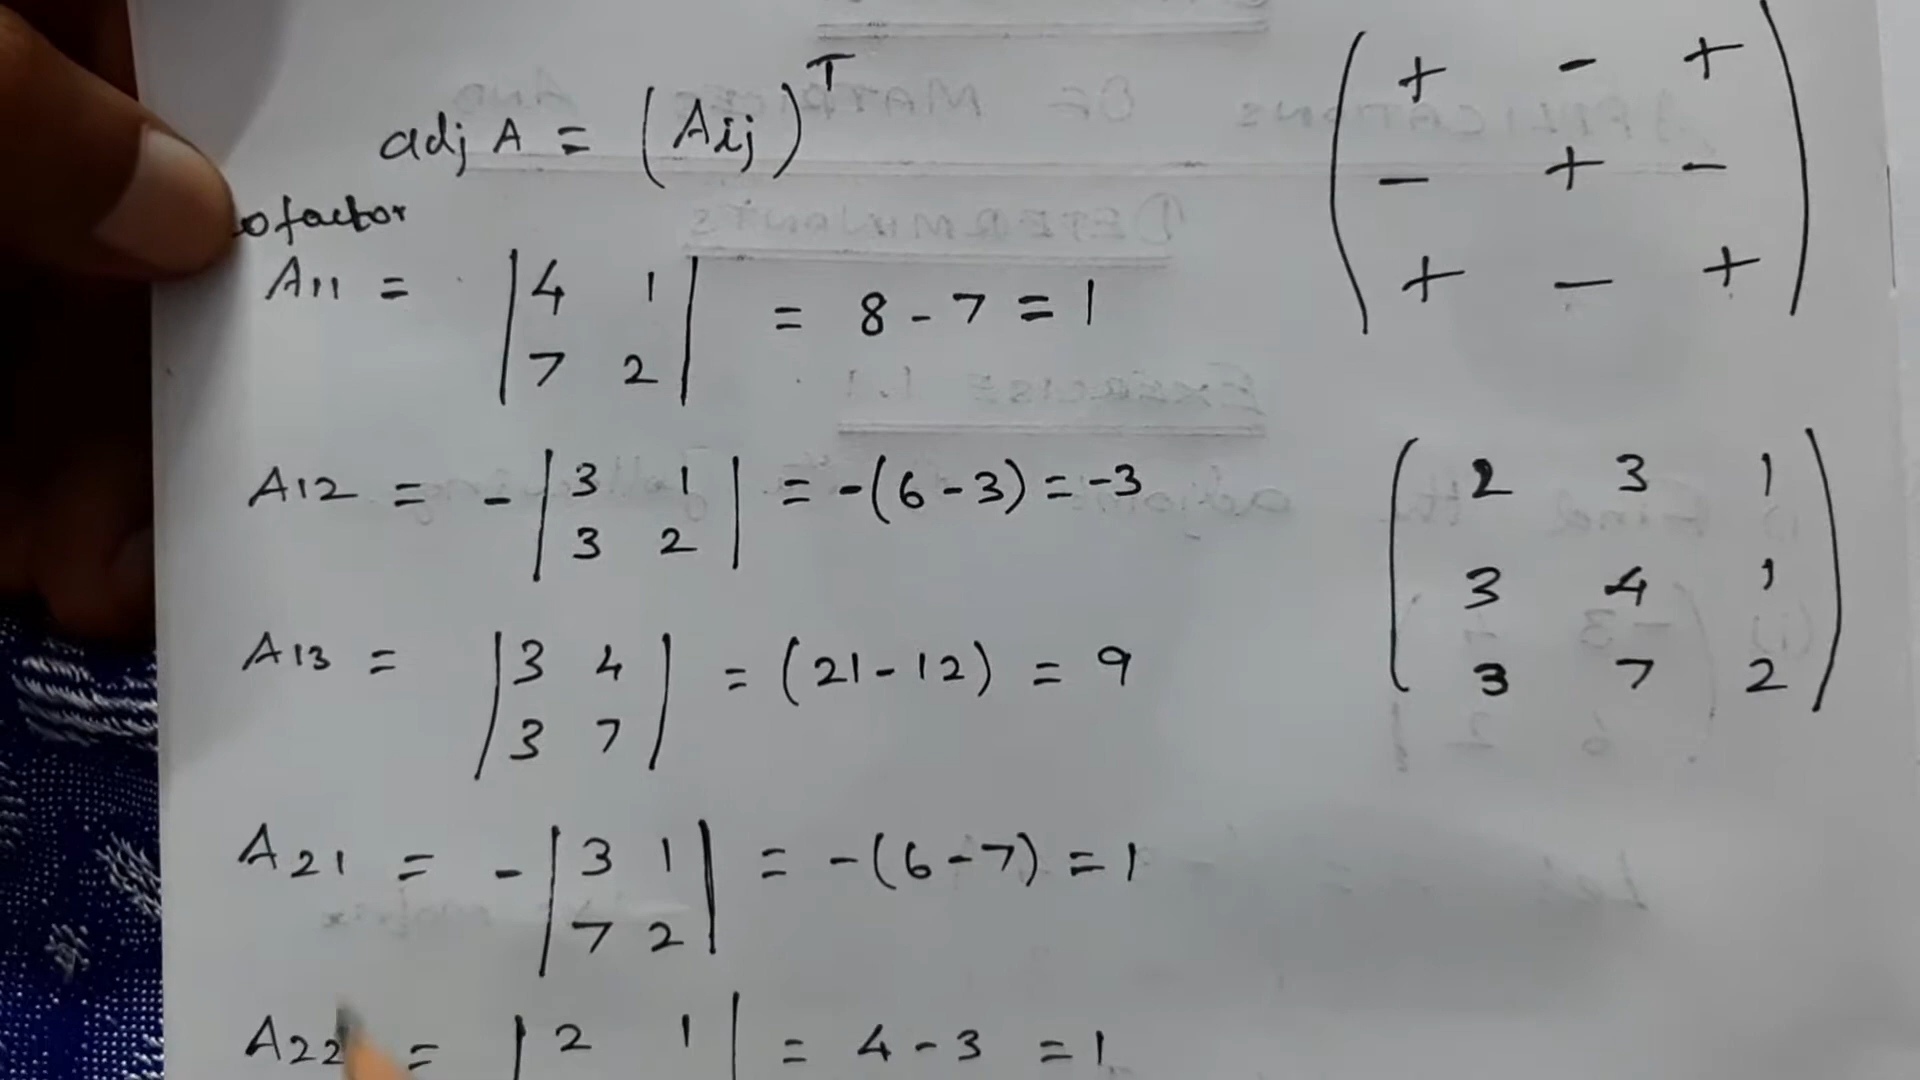 adj A = (Aij)^T
ofactor
A11 = |4 1| = 8 - 7 = 1
|7 2|
A12 = -|3 1| = -(6 - 3) = -3
|3 2|
A13 = |3 4| = (21 - 12) = 9
|3 7|
A21 = -|3 1| = -(6 - 7) = 1
|7 2|
A22 = |2 1| = 4 - 3 = 1
+ - +
- + -
+ - +
2 3 1
3 4 1
3 7 2